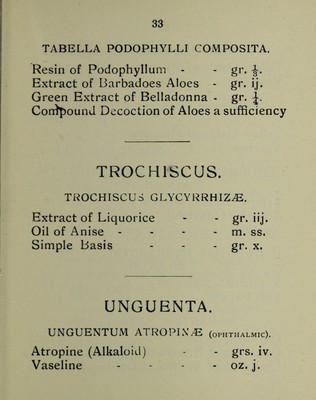 33
TABELLA PODOPHYLLI COMPOSITA.
Resin of Podophyllum - - gr. ⅓.
Extract of Barbadoes Aloes - gr. ij.
Green Extract of Belladonna - gr. ¼.
Compound Decoction of Aloes a sufficiency
TROCHISCUS.
TROCHISCUS GLYCYRRHIZÆ.
Extract of Liquorice - - gr. iij.
Oil of Anise - - - - m. ss.
Simple Basis - - - gr. x.
UNGUENTA.
UNGUENTUM ATROPINÆ (OPHTHALMIC).
Atropine (Alkaloid) - - grs. iv.
Vaseline - - - - oz. j.